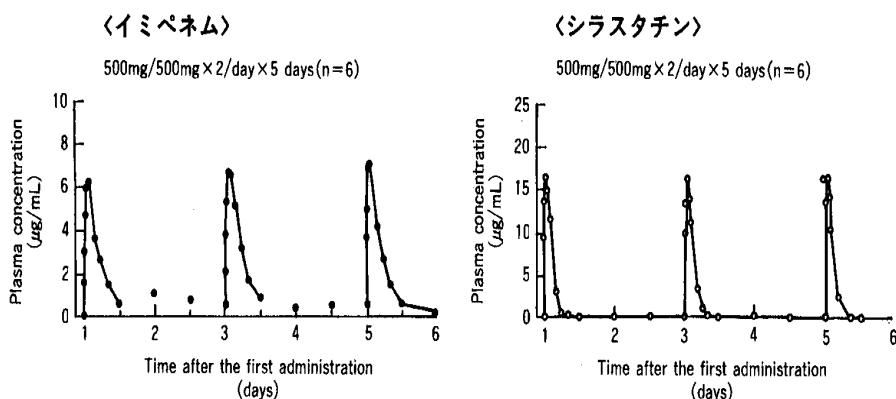 〈イミペネム〉
500mg/500mg×2/day×5 days(n=6)
Plasma concentration
(μg/mL)
10
8
6
4
2
0
1 2 3 4 5 6
Time after the first administration
(days)
〈シラスタチン〉
500mg/500mg×2/day×5 days(n=6)
Plasma concentration
(μg/mL)
25
20
15
10
5
0
1 2 3 4 5 6
Time after the first administration
(days)